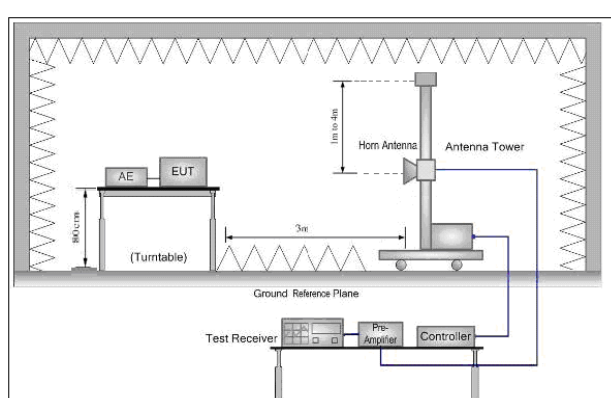 1m to 4m
Horn Antenna
Antenna Tower
AE
EUT
80cm
3m
(Turntable)
Ground Reference Plane
Test Receiver
Pre-
Amplifier
Controller